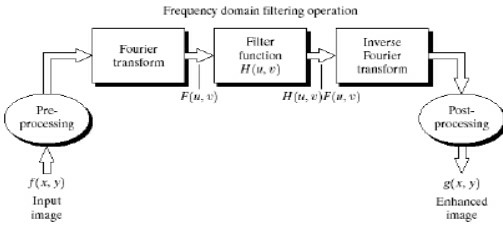 Frequency domain filtering operation
Fourier
transform
Filter
function
H(u, v)
Inverse
Fourier
transform
F(u, v)
H(u, v)F(u, v)
Pre-
processing
Post-
processing
f(x, y)
Input
image
g(x, y)
Enhanced
image